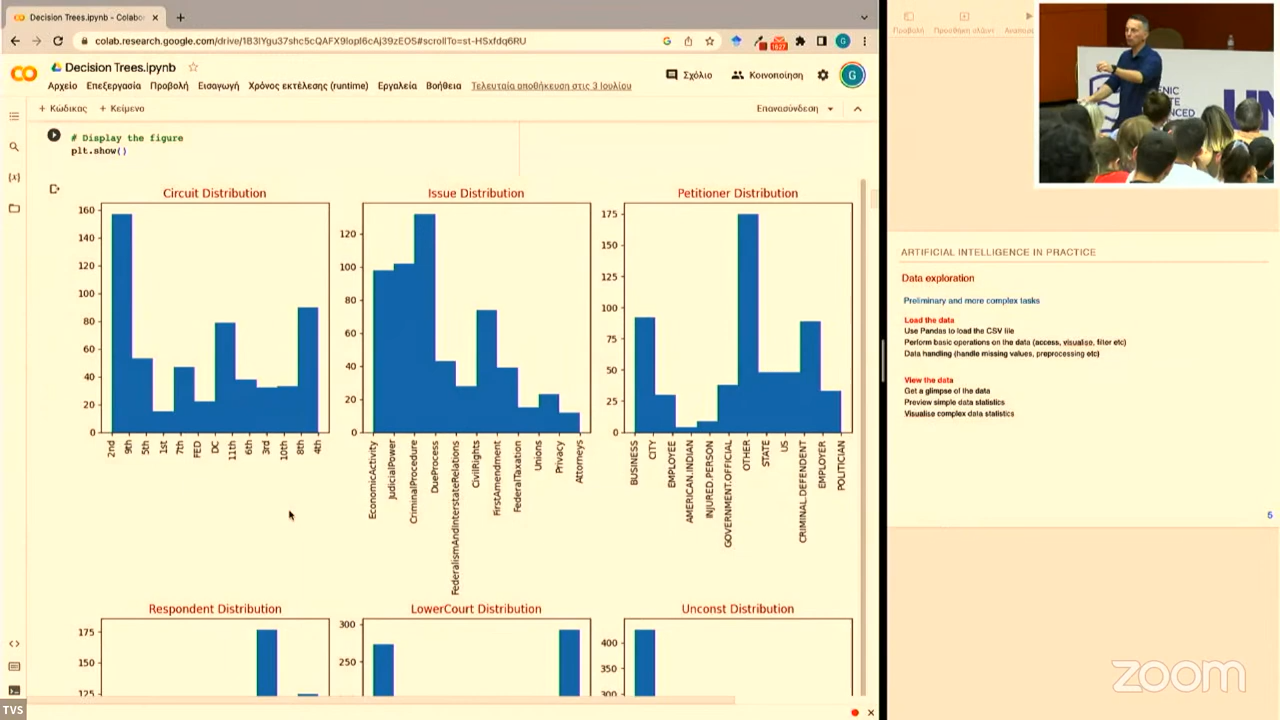 Decision Trees.ipynb - Colabor
colab.research.google.com/drive/183lYgu37shc5cQAFX9lopl6cAj39zEOS#scrollTo=st-HSxfdq6RU
Decision Trees.ipynb
Αρχείο Επεξεργασία Προβολή Εισαγωγή Χρόνος εκτέλεσης (runtime) Εργαλεία Βοήθεια Τελευταία αποθήκευση στις 3 Ιουλίου
Σχόλιο Κοινοποίηση G
+ Κώδικας + Κείμενο Επανασύνδεση
# Display the figure
plt.show()
Circuit Distribution
160
140
120
100
80
60
40
20
0
2nd 9th 5th 1st 7th FED DC 11th 6th 3rd 10th 8th 4th
Issue Distribution
120
100
80
60
40
20
0
EconomicActivity JudicialPower CriminalProcedure DueProcess FederalismAndInterstateRelations CivilRights FirstAmendment FederalTaxation Unions Privacy Attorneys
Petitioner Distribution
175
150
125
100
75
50
25
0
BUSINESS CITY EMPLOYEE AMERICAN.INDIAN INJURED.PERSON GOVERNMENT.OFFICIAL OTHER STATE US CRIMINAL.DEFENDENT EMPLOYER POLITICIAN
Respondent Distribution
175
150
125
LowerCourt Distribution
300
250
Unconst Distribution
400
350
300
TVS
Προβολή Προσθήκη σλάιντ
ARTIFICIAL INTELLIGENCE IN PRACTICE
Data exploration
Preliminary and more complex tasks
Load the data
Use Pandas to load the CSV file
Perform basic operations on the data (access, visualise, filter etc)
Data handling (handle missing values, preprocessing etc)
View the data
Get a glimpse of the data
Preview simple data statistics
Visualise complex data statistics
5
zoom